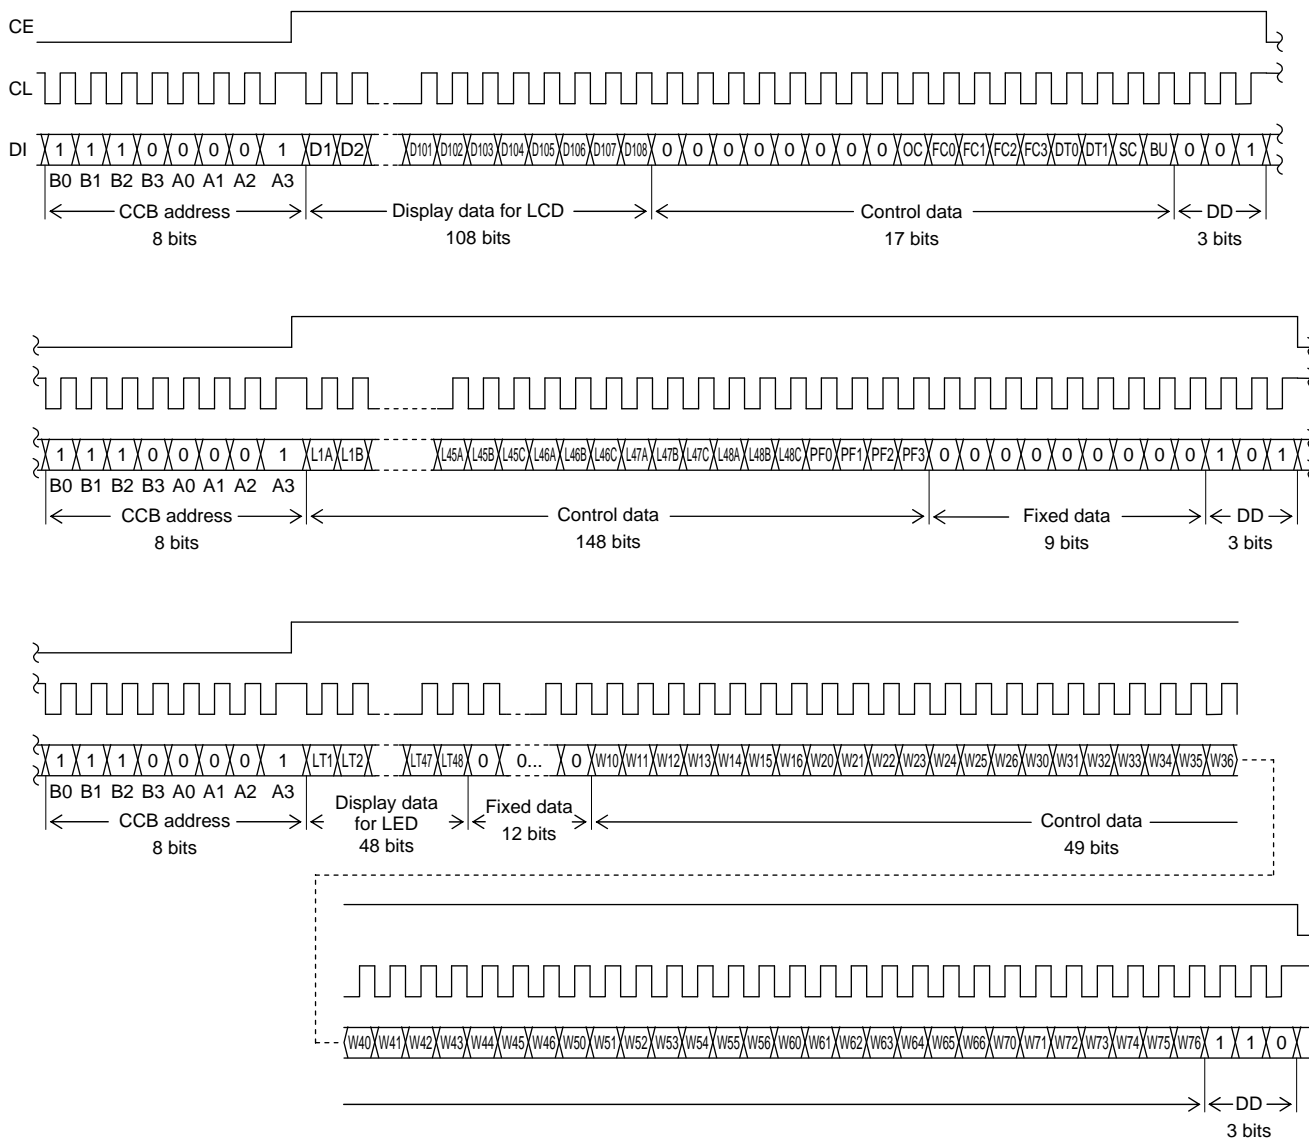 CE
CL
DI 1 1 1 0 0 0 0 1 D1 D2 D101 D102 D103 D104 D105 D106 D107 D108 0 0 0 0 0 0 0 0 OC FC0 FC1 FC2 FC3 DT0 DT1 SC BU 0 0 1
B0 B1 B2 B3 A0 A1 A2 A3
CCB address Display data for LCD Control data DD
8 bits 108 bits 17 bits 3 bits
1 1 1 0 0 0 0 1 L1A L1B L45A L45B L45C L46A L46B L46C L47A L47B L47C L48A L48B L48C PF0 PF1 PF2 PF3 0 0 0 0 0 0 0 0 0 1 0 1
B0 B1 B2 B3 A0 A1 A2 A3
CCB address Control data Fixed data DD
8 bits 148 bits 9 bits 3 bits
1 1 1 0 0 0 0 1 LT1 LT2 LT47 LT48 0 0... 0 W10 W11 W12 W13 W14 W15 W16 W20 W21 W22 W23 W24 W25 W26 W30 W31 W32 W33 W34 W35 W36
B0 B1 B2 B3 A0 A1 A2 A3
CCB address Display data for LED Fixed data Control data
8 bits 48 bits 12 bits 49 bits
W40 W41 W42 W43 W44 W45 W46 W50 W51 W52 W53 W54 W55 W56 W60 W61 W62 W63 W64 W65 W66 W70 W71 W72 W73 W74 W75 W76 1 1 0
DD
3 bits